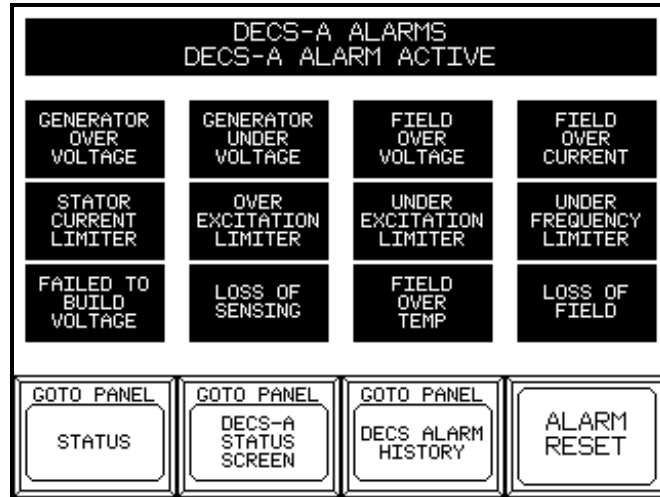 DECS-A ALARMS
DECS-A ALARM ACTIVE
GENERATOR
OVER
VOLTAGE
GENERATOR
UNDER
VOLTAGE
FIELD
OVER
VOLTAGE
FIELD
OVER
CURRENT
STATOR
CURRENT
LIMITER
OVER
EXCITATION
LIMITER
UNDER
EXCITATION
LIMITER
UNDER
FREQUENCY
LIMITER
FAILED TO
BUILD
VOLTAGE
LOSS OF
SENSING
FIELD
OVER
TEMP
LOSS OF
FIELD
GOTO PANEL
STATUS
GOTO PANEL
DECS-A
STATUS
SCREEN
GOTO PANEL
DECS ALARM
HISTORY
ALARM
RESET